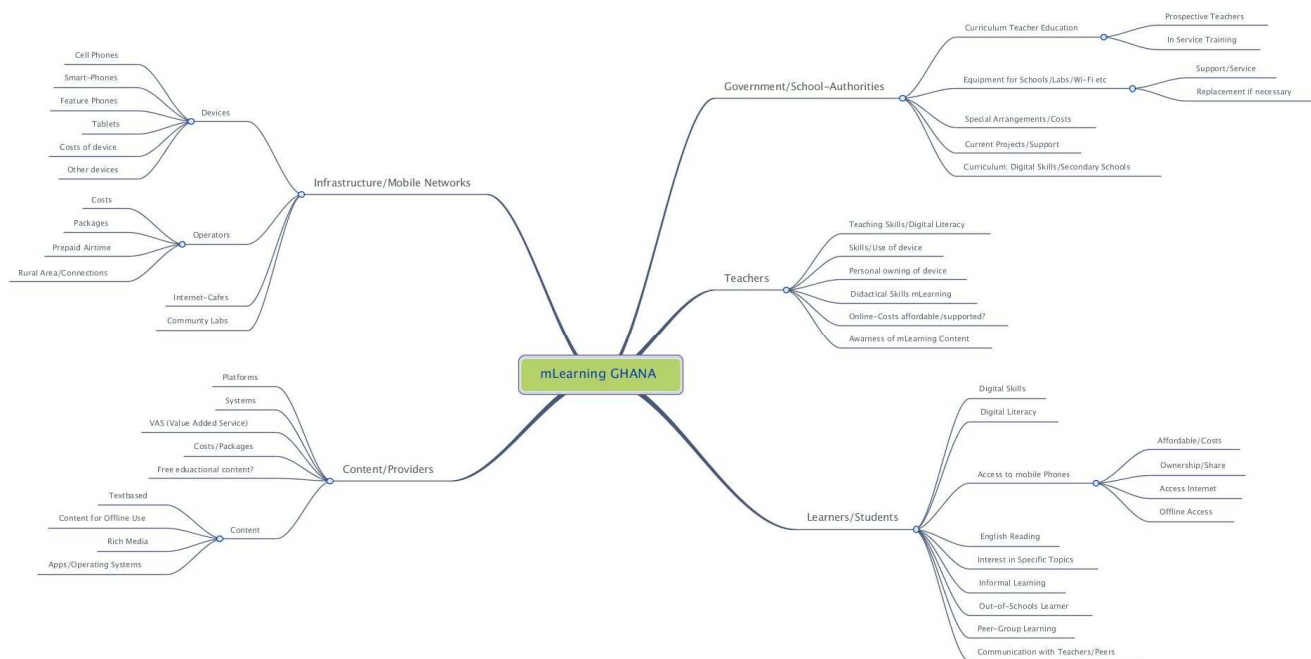 mLearning GHANA
Infrastructure/Mobile Networks
Devices
Cell Phones
Smart-Phones
Feature Phones
Tablets
Costs of device
Other devices
Operators
Costs
Packages
Prepaid Airtime
Rural Area/Connections
Internet-Cafes
Communty Labs
Content/Providers
Platforms
Systems
VAS (Value Added Service)
Costs/Packages
Free eduactional content?
Content
Textbased
Content for Offline Use
Rich Media
Apps/Operating Systems
Government/School-Authorities
Curriculum Teacher Education
Prospective Teachers
In Service Training
Equipment for Schools/Labs/Wi-Fi etc
Support/Service
Replacement if necessary
Special Arrangements/Costs
Current Projects/Support
Curriculum: Digital Skills/Secondary Schools
Teachers
Teaching Skills/Digital Literacy
Skills/Use of device
Personal owning of device
Didactical Skills mLearning
Online-Costs affordable/supported?
Awarness of mLearning Content
Learners/Students
Digital Skills
Digital Literacy
Access to mobile Phones
Affordable/Costs
Ownership/Share
Access Internet
Offline Access
English Reading
Interest in Specific Topics
Informal Learning
Out-of-Schools Learner
Peer-Group Learning
Communication with Teachers/Peers